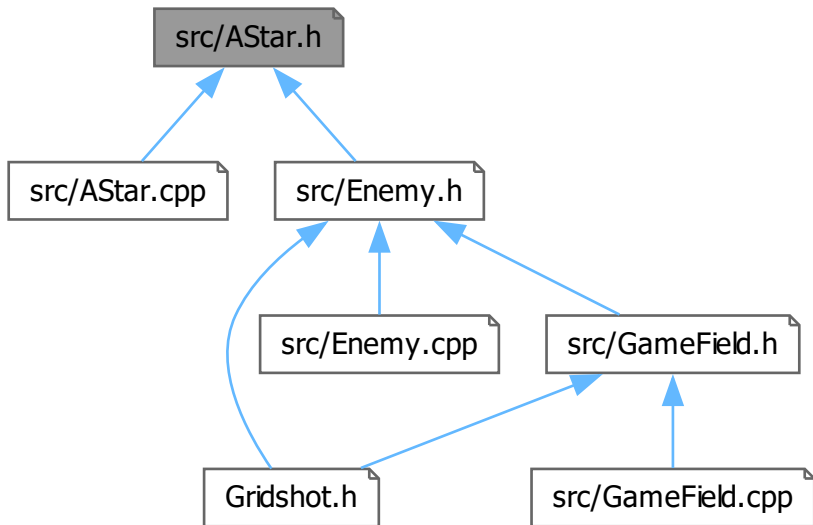 src/AStar.h
src/AStar.cpp
src/Enemy.h
src/Enemy.cpp
src/GameField.h
Gridshot.h
src/GameField.cpp